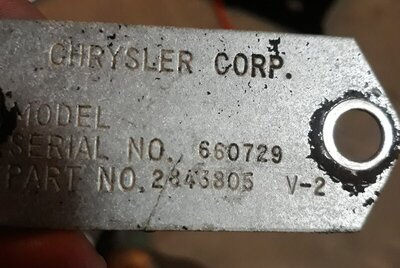 CHRYSLER CORP.
MODEL
SERIAL NO. 660729
PART NO. 2843805 V-2